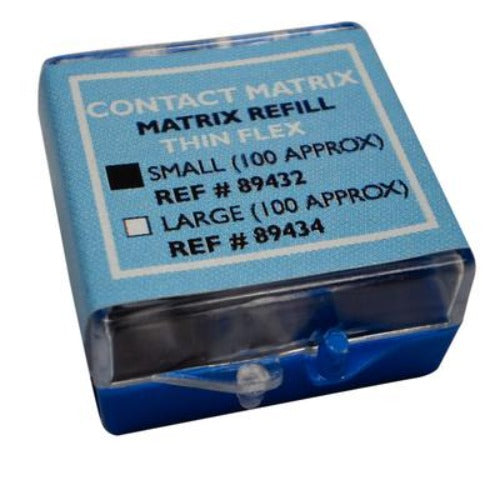 CONTACT MATRIX
MATRIX REFILL
THIN FLEX
SMALL (100 APPROX)
REF # 89432
LARGE (100 APPROX)
REF # 89434